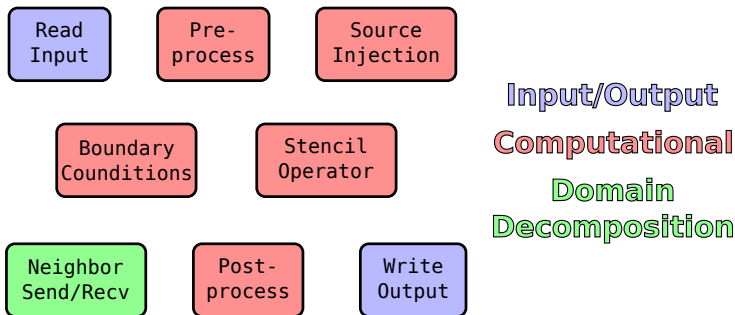 Read
Input
Pre-
process
Source
Injection
Boundary
Counditions
Stencil
Operator
Neighbor
Send/Recv
Post-
process
Write
Output
Input/Output
Computational
Domain
Decomposition